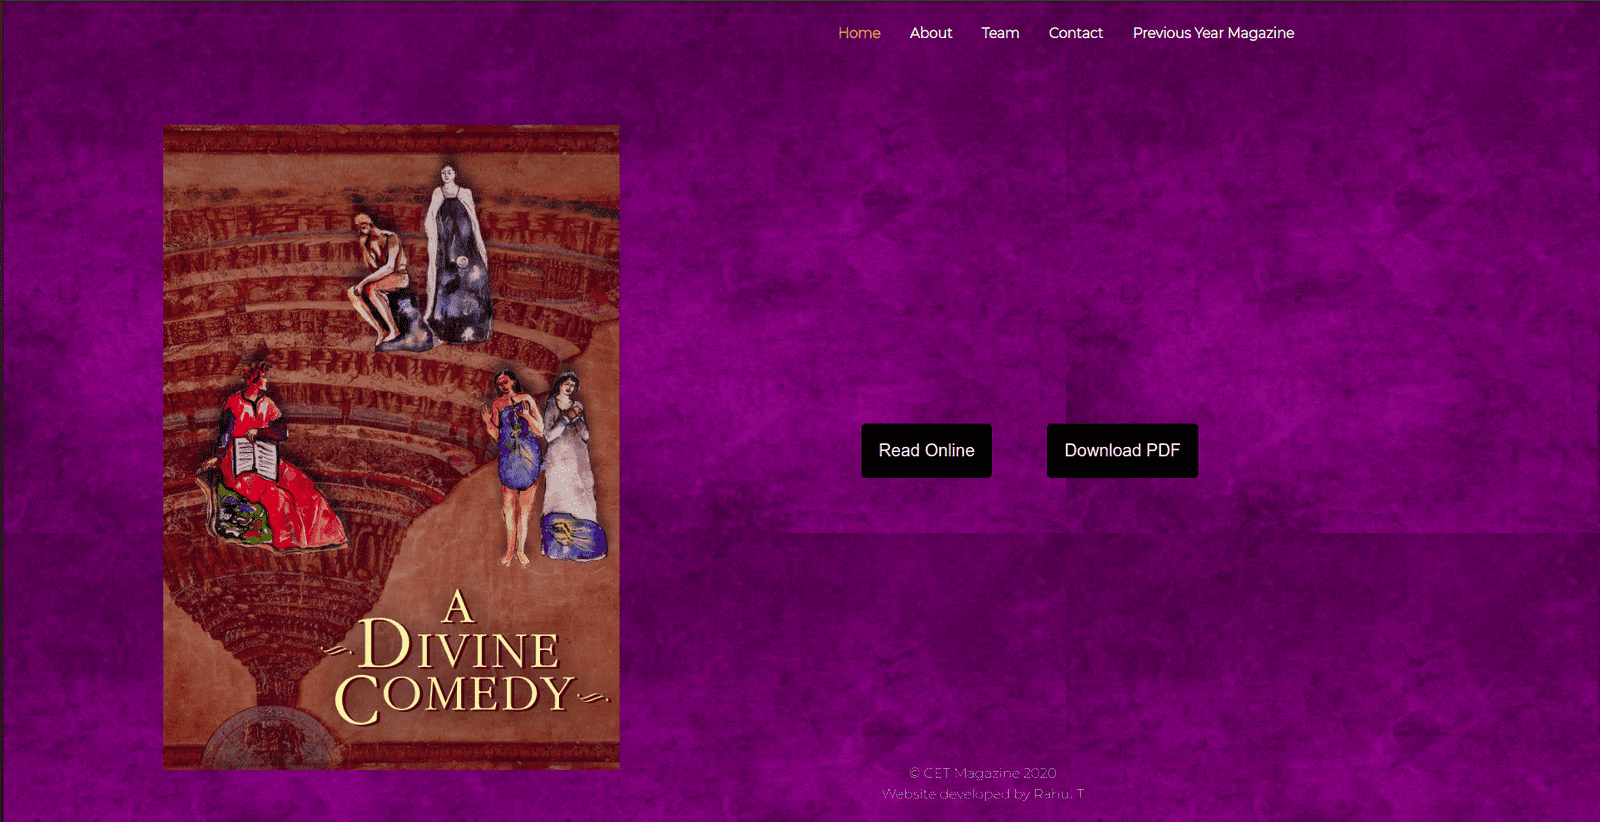 Home About Team Contact Previous Year Magazine
A
DIVINE
COMEDY
Read Online Download PDF
© CET Magazine 2020
Website developed by Rahul T